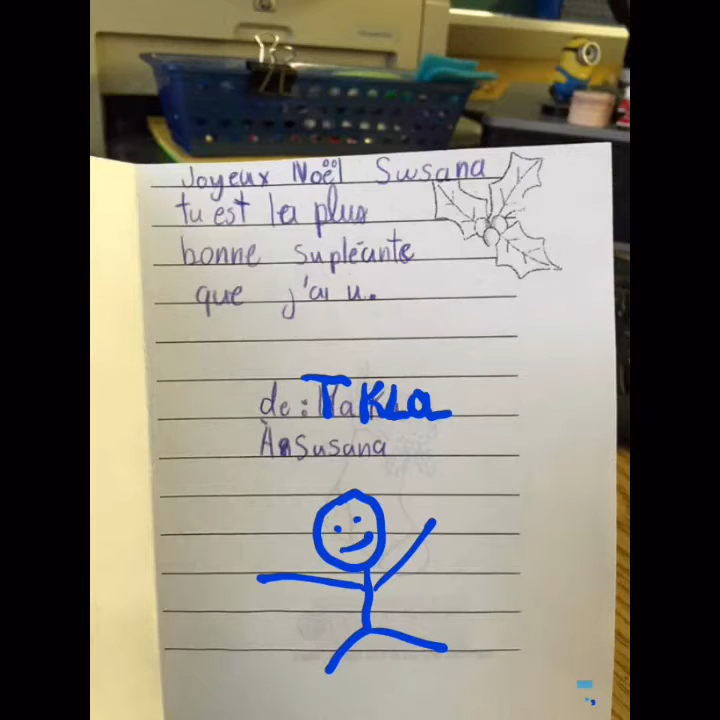 Joyeux Noël Susana
tu est la plus
bonne supléante
que j'ai u..
de: Takla
À Susana